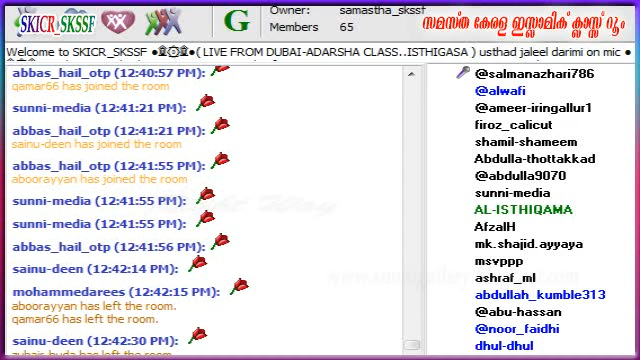 SKICR_SKSSF
G
Owner: samastha_skssf
Members 65
സമസ്ത കേരള ഇസ്ലാമിക് ക്ലാസ്സ് റൂം
Welcome to SKICR_SKSSF ●۩۞۩●( LIVE FROM DUBAI-ADARSHA CLASS..ISTHIGASA ) usthad jaleel darimi on mic ●
abbas_hail_otp (12:40:57 PM):
qamar66 has joined the room
sunni-media (12:41:21 PM):
abbas_hail_otp (12:41:21 PM):
sainu-deen has joined the room
abbas_hail_otp (12:41:55 PM):
aboorayyan has joined the room
sunni-media (12:41:55 PM):
sunni-media (12:41:55 PM):
abbas_hail_otp (12:41:56 PM):
sainu-deen (12:42:14 PM):
mohammedarees (12:42:15 PM):
aboorayyan has left the room.
qamar66 has left the room.
sainu-deen (12:42:30 PM):
zubair-huda has left the room.
@salmanazhari786
@alwafi
@ameer-iringallur1
firoz_calicut
shamil-shameem
Abdulla-thottakkad
@abdulla9070
sunni-media
AL-ISTHIQAMA
AfzalH
mk.shajid.ayyaya
msvppp
ashraf_ml
abdullah_kumble313
@abu-hassan
@noor_faidhi
dhul-dhul